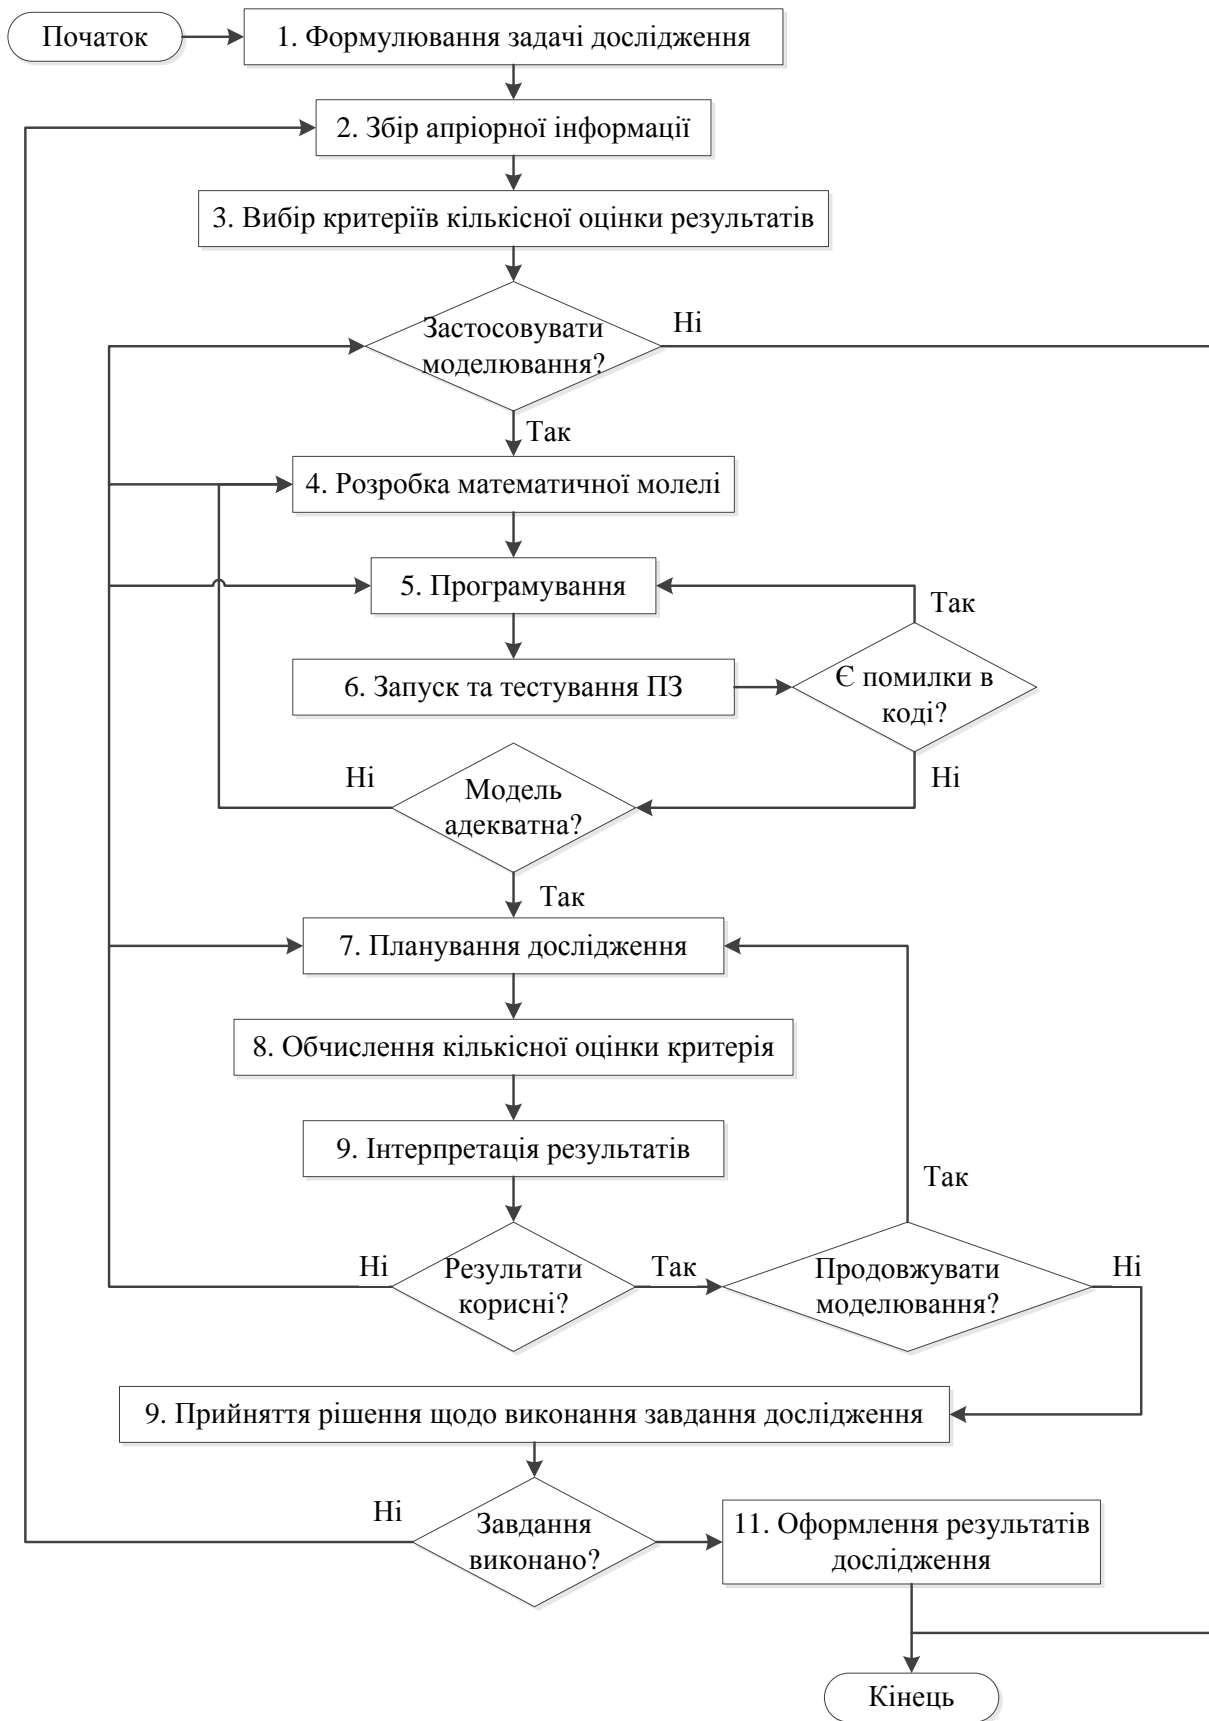 Початок
1. Формулювання задачі дослідження
2. Збір апріорної інформації
3. Вибір критеріїв кількісної оцінки результатів
Застосовувати
моделювання?
Ні
Так
4. Розробка математичної молелі
5. Програмування
Так
6. Запуск та тестування ПЗ
Є помилки в
коді?
Ні
Ні
Модель
адекватна?
Так
7. Планування дослідження
8. Обчислення кількісної оцінки критерія
9. Інтерпретація результатів
Так
Ні
Результати
корисні?
Так
Продовжувати
моделювання?
Ні
9. Прийняття рішення щодо виконання завдання дослідження
Ні
Завдання
виконано?
11. Оформлення результатів
дослідження
Кінець